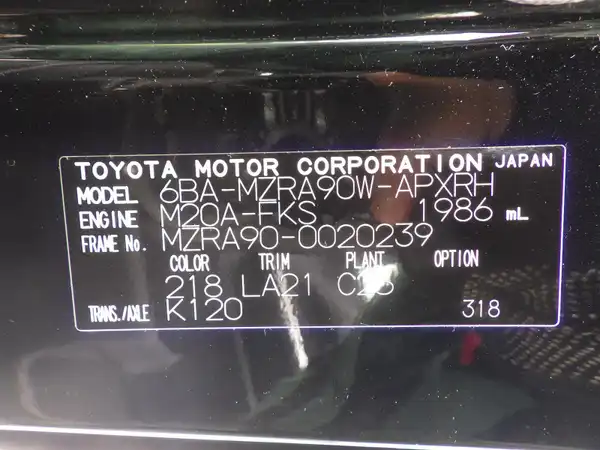 TOYOTA MOTOR CORPORATION JAPAN
MODEL 6BA-MZRA90W-APXRH
ENGINE M20A-FKS 1986 mL
FRAME No. MZRA90-0020239
COLOR TRIM PLANT OPTION
218 LA21
TRANS./AXLE K120 318